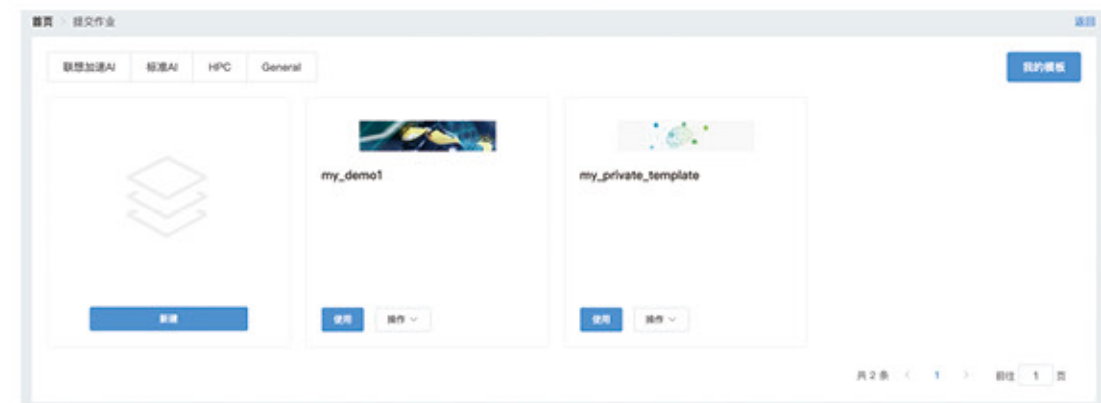 首页 > 提交作业 返回
联想加速AI 标准AI HPC General 我的模板
my_demo1 my_private_template
新建 使用 操作 使用 操作
共 2 条 < 1 > 前往 1 页